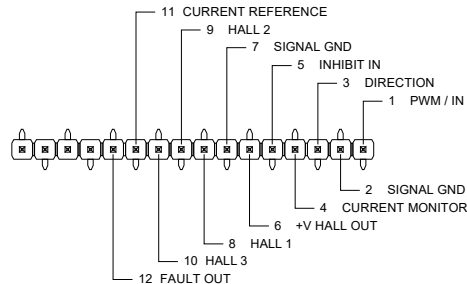 11 CURRENT REFERENCE
9 HALL 2
7 SIGNAL GND
5 INHIBIT IN
3 DIRECTION
1 PWM / IN
2 SIGNAL GND
4 CURRENT MONITOR
6 +V HALL OUT
8 HALL 1
10 HALL 3
12 FAULT OUT